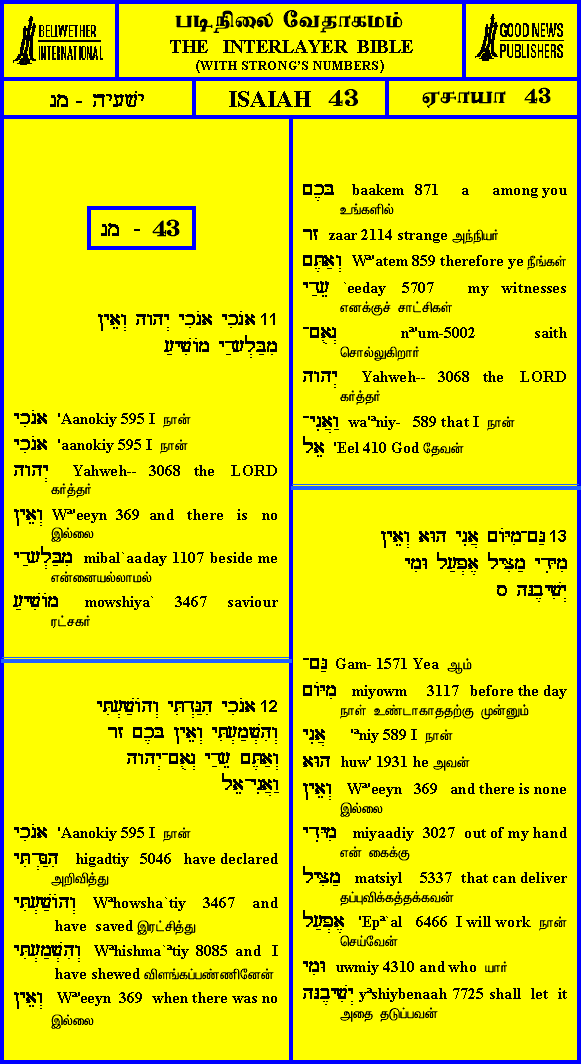 BELLWETHER
INTERNATIONAL
படிநிலை வேதாகமம்
THE INTERLAYER BIBLE
(WITH STRONG'S NUMBERS)
GOOD NEWS
PUBLISHERS
ישעיה - מג
ISAIAH 43
ஏசாயா 43
מג - 43
11 אָנֹכִי אָנֹכִי יְהוָה וְאֵין
מִבַּלְעָדַי מוֹשִׁיעַ
אָנֹכִי 'Aanokiy 595 I நான்
אָנֹכִי 'aanokiy 595 I நான்
יְהוָה Yahweh-- 3068 the LORD
கர்த்தர்
וְאֵין Wª'eeyn 369 and there is no
இல்லை
מִבַּלְעָדַי mibal`aaday 1107 beside me
என்னையல்லாமல்
מוֹשִׁיעַ mowshiya` 3467 saviour
ரட்சகர்
12 אָנֹכִי הִגַּדְתִּי וְהוֹשַׁעְתִּי
וְהִשְׁמַעְתִּי וְאֵין בָּכֶם זָר
וְאַתֶּם עֵדַי נְאֻם־יְהוָה
וַאֲנִי־אֵל
אָנֹכִי 'Aanokiy 595 I நான்
הִגַּדְתִּי higadtiy 5046 have declared
அறிவித்து
וְהוֹשַׁעְתִּי Wªhowsha`tiy 3467 and
have saved இரட்சித்து
וְהִשְׁמַעְתִּי Wªhishma`ªtiy 8085 and I
have shewed விளங்கப்பண்ணினேன்
וְאֵין Wª'eeyn 369 when there was no
இல்லை
בָּכֶם baakem 871 a among you
உங்களில்
זָר zaar 2114 strange அந்நியர்
וְאַתֶּם Wª'atem 859 therefore ye நீங்கள்
עֵדַי `eeday 5707 my witnesses
எனக்குச் சாட்சிகள்
נְאֻם־ nª'um-5002 saith
சொல்லுகிறார்
יְהוָה Yahweh-- 3068 the LORD
கர்த்தர்
וַאֲנִי־ wa'ªniy- 589 that I நான்
אֵל 'Eel 410 God தேவன்
13 גַּם־מִיּוֹם אֲנִי הוּא וְאֵין
מִיָּדִי מַצִּיל אֶפְעַל וּמִי
יְשִׁיבֶנָּה ס
גַּם־ Gam- 1571 Yea ஆம்
מִיּוֹם miyowm 3117 before the day
நாள் உண்டாகாததற்கு முன்னும்
אֲנִי 'ªniy 589 I நான்
הוּא huw' 1931 he அவன்
וְאֵין Wª'eeyn 369 and there is none
இல்லை
מִיָּדִי miyaadiy 3027 out of my hand
என் கைக்கு
מַצִּיל matsiyl 5337 that can deliver
தப்புவிக்கத்தக்கவன்
אֶפְעַל 'Epª`al 6466 I will work நான்
செய்வேன்
וּמִי uwmiy 4310 and who யார்
יְשִׁיבֶנָּה yªshiybenaah 7725 shall let it
அதை தடுப்பவன்